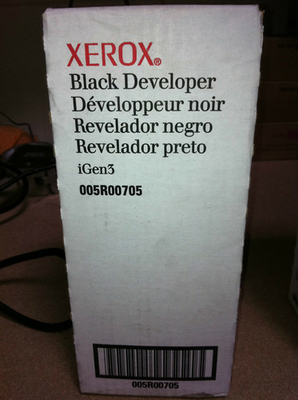 XEROX®
Black Developer
Développeur noir
Revelador negro
Revelador preto
iGen3
005R00705
005R00705